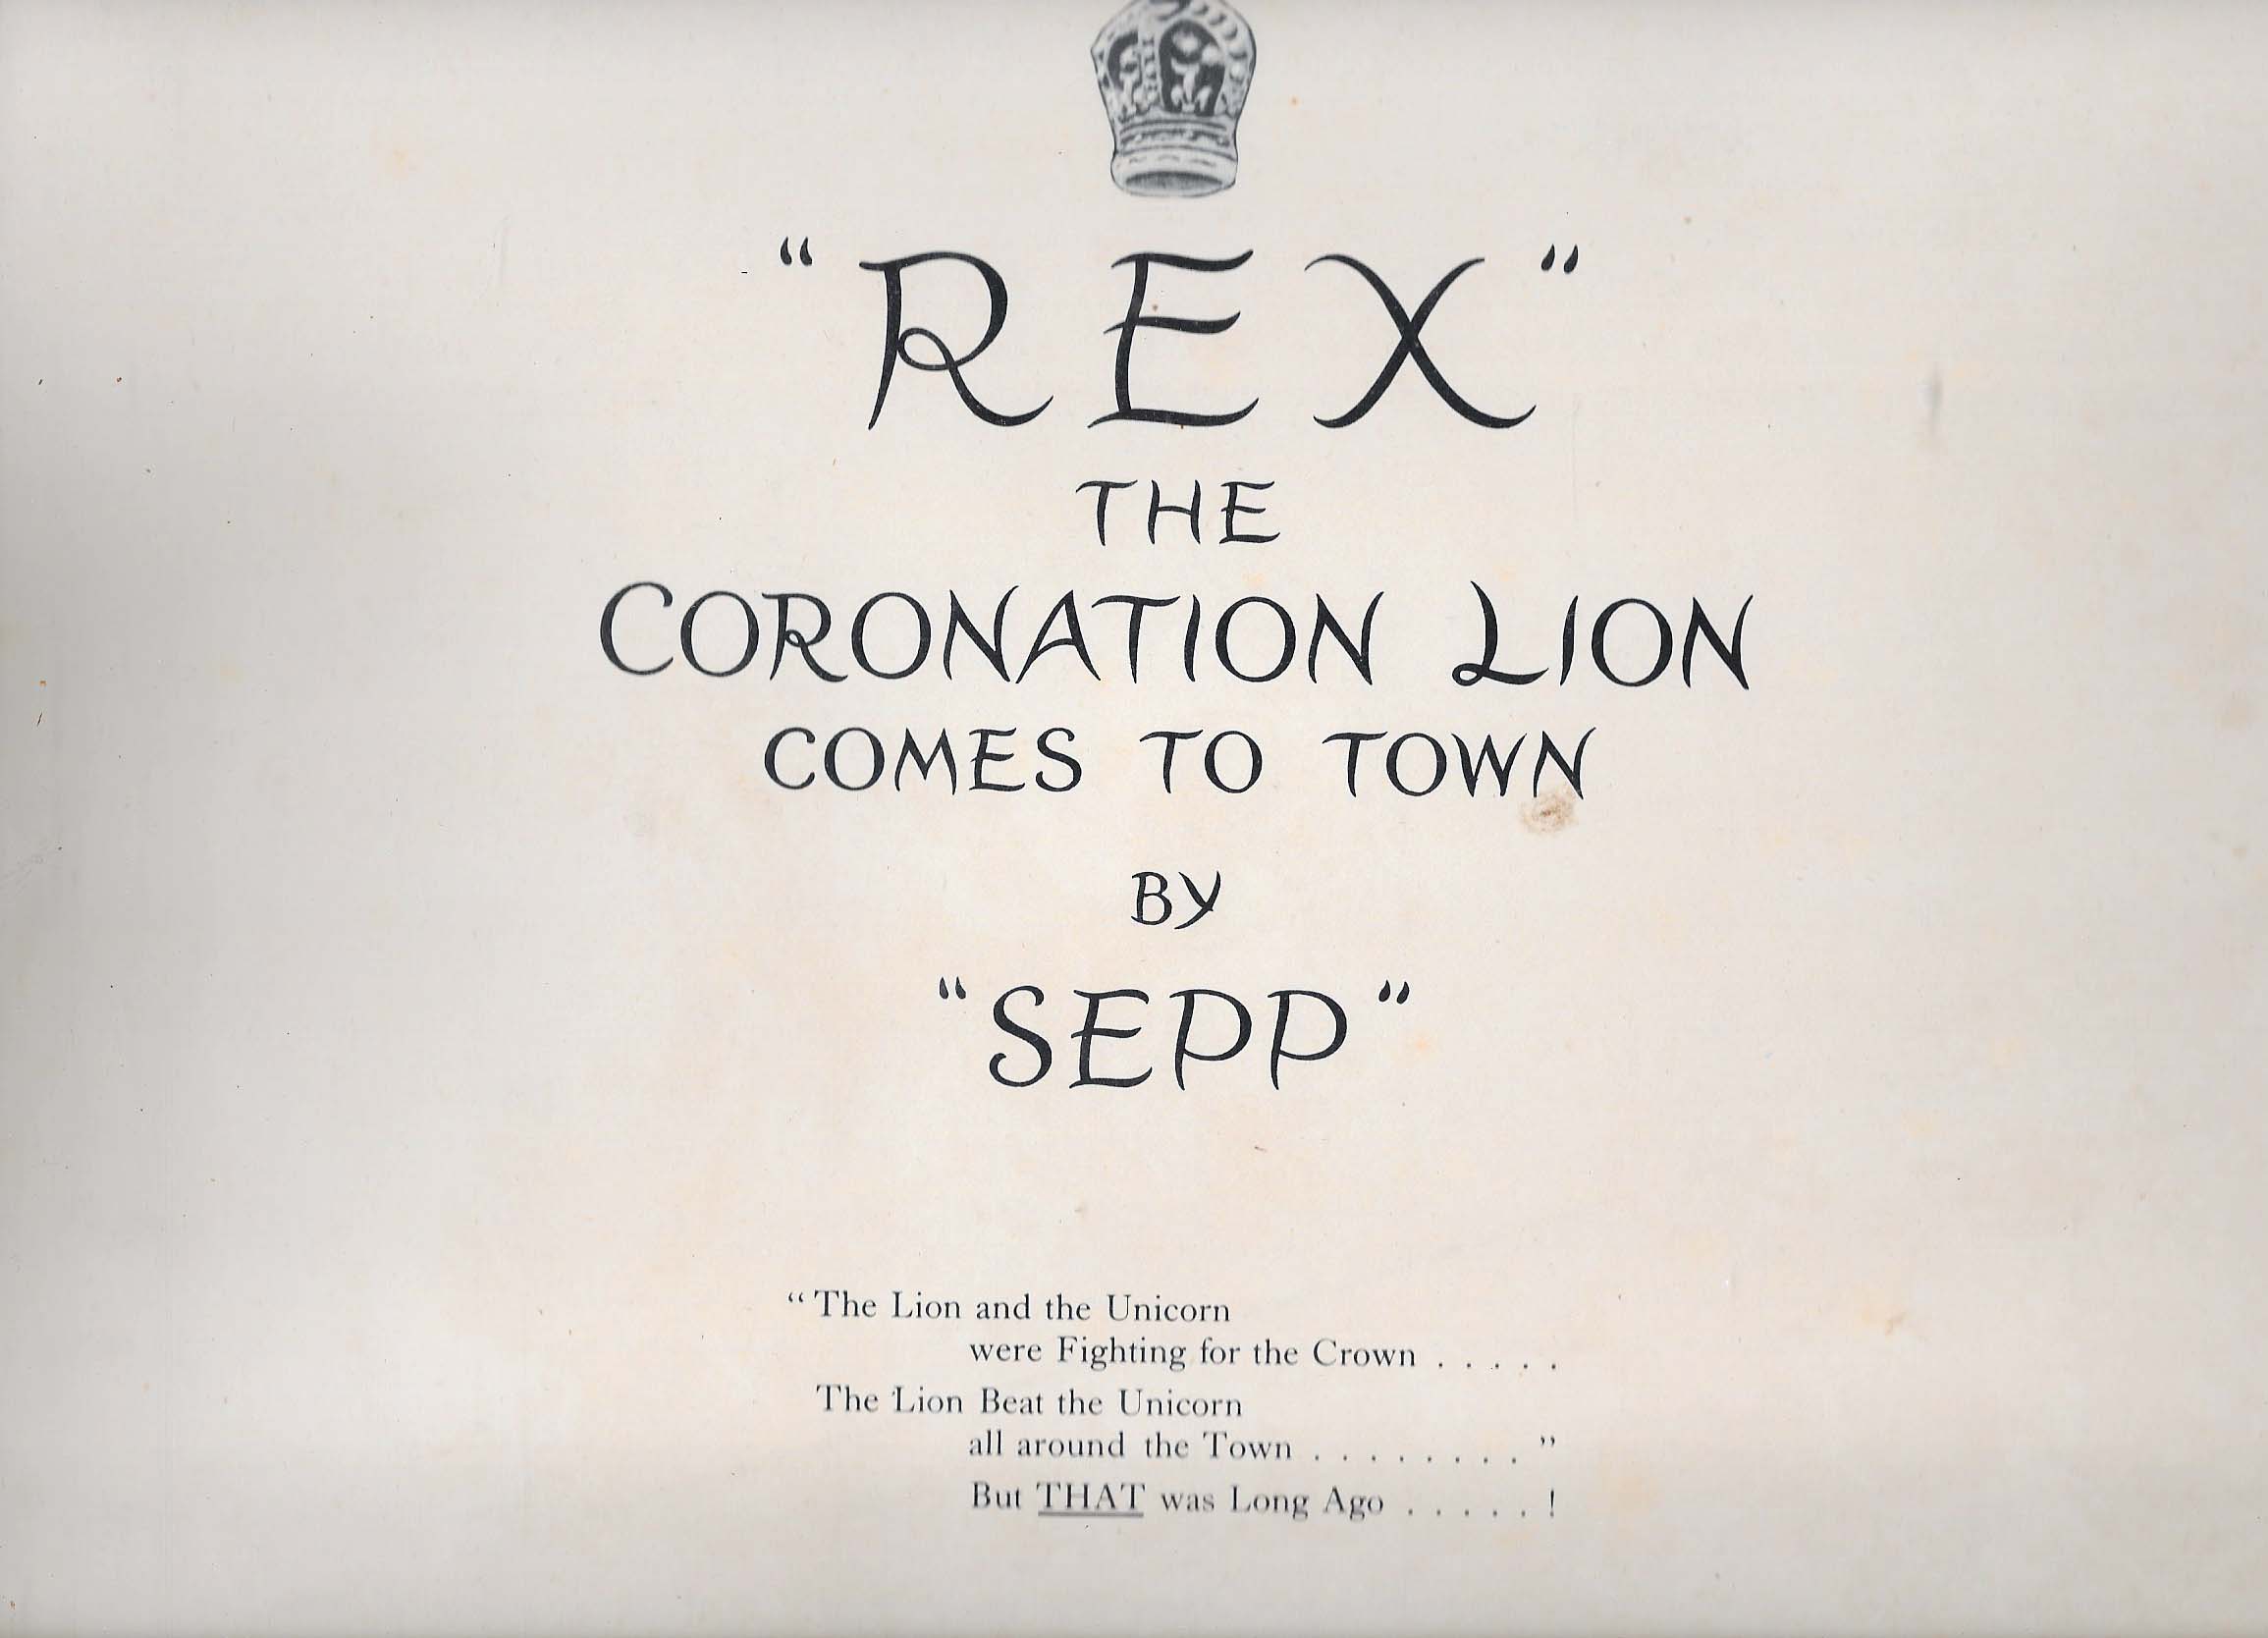 “REX”
THE
CORONATION LION
COMES TO TOWN
BY
“SEPP”
“The Lion and the Unicorn
were Fighting for the Crown . . . . .
The Lion Beat the Unicorn
all around the Town . . . . . . . . ”
But THAT was Long Ago . . . . . !